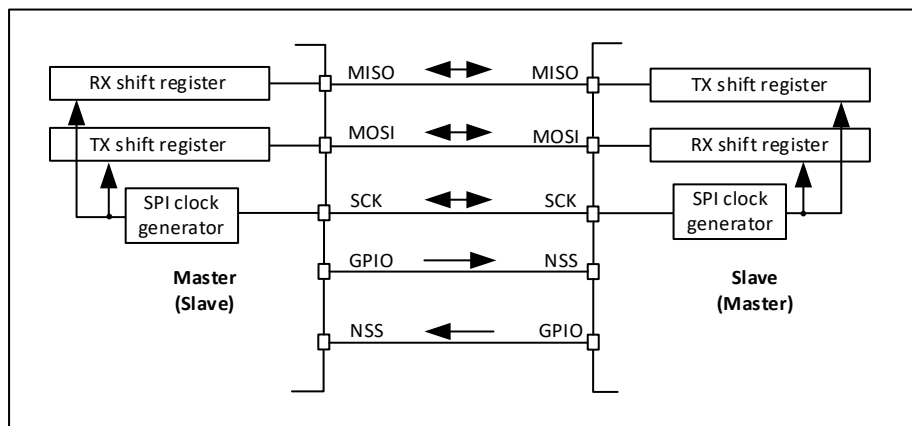 MISO MISO
RX shift register TX shift register
MOSI MOSI
TX shift register RX shift register
SCK SCK
SPI clock
generator
SPI clock
generator
GPIO NSS
Master
(Slave)
Slave
(Master)
NSS GPIO